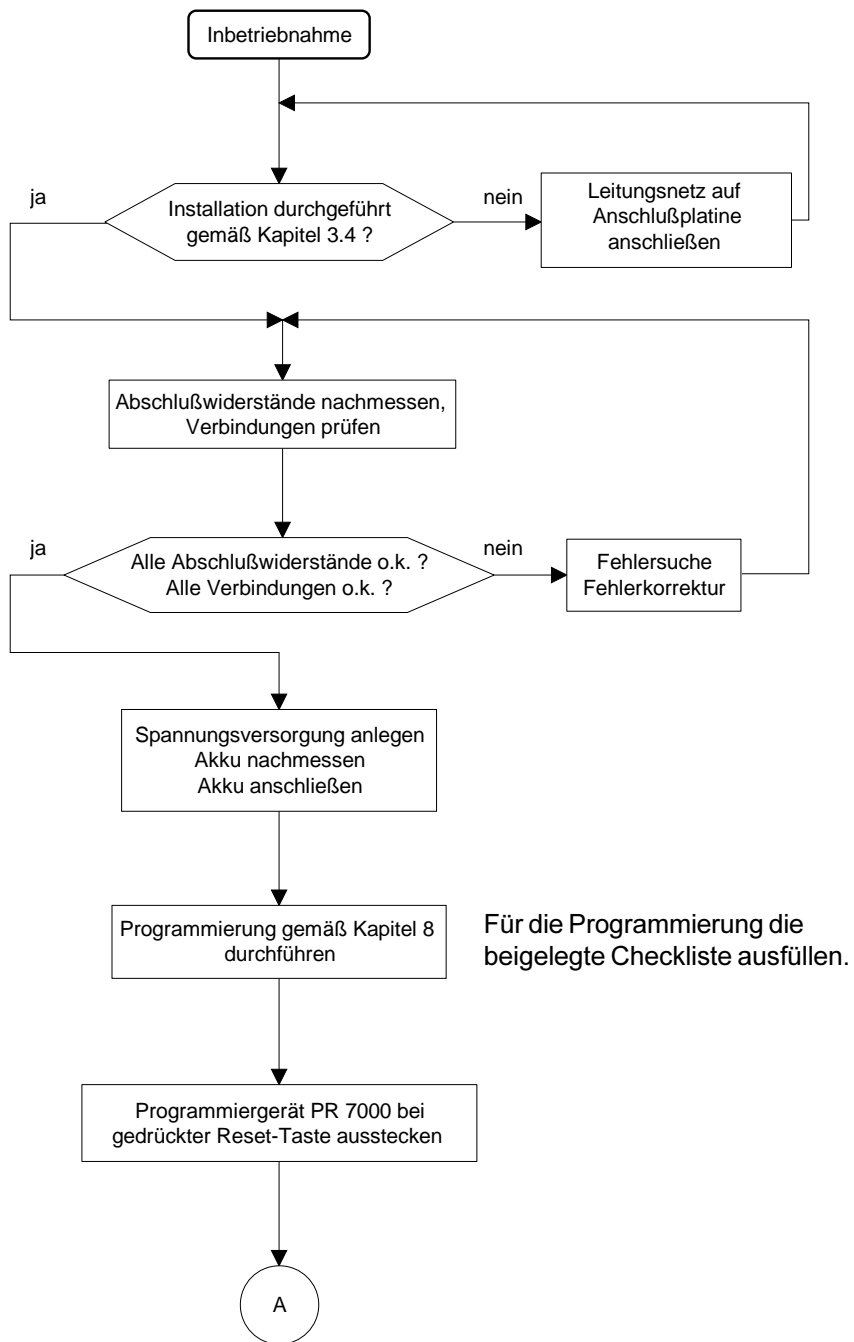 Inbetriebnahme
ja
Installation durchgeführt
gemäß Kapitel 3.4 ?
nein
Leitungsnetz auf
Anschlußplatine
anschließen
Abschlußwiderstände nachmessen,
Verbindungen prüfen
ja
Alle Abschlußwiderstände o.k. ?
Alle Verbindungen o.k. ?
nein
Fehlersuche
Fehlerkorrektur
Spannungsversorgung anlegen
Akku nachmessen
Akku anschließen
Programmierung gemäß Kapitel 8
durchführen
Für die Programmierung die
beigelegte Checkliste ausfüllen.
Programmiergerät PR 7000 bei
gedrückter Reset-Taste ausstecken
A